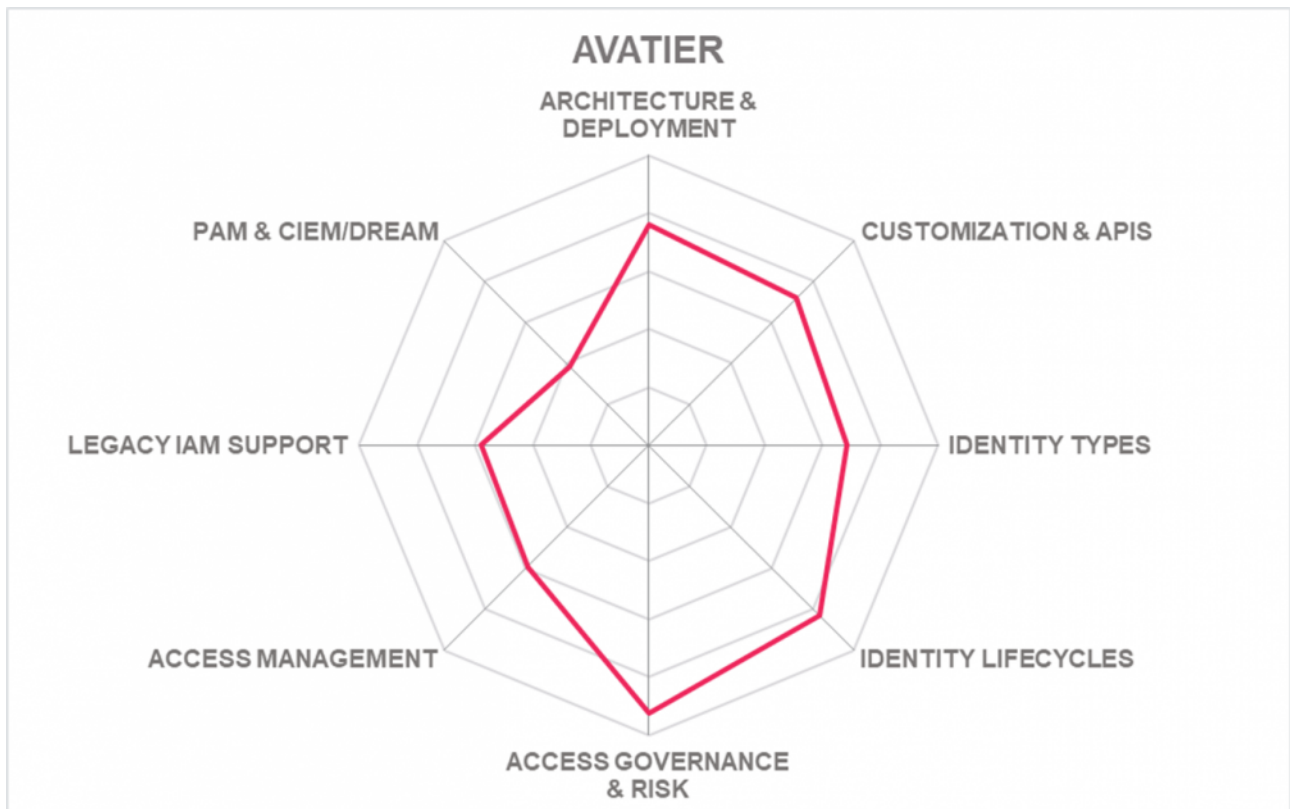 AVATIER
ARCHITECTURE &
DEPLOYMENT
PAM & CIEM/DREAM
CUSTOMIZATION & APIS
LEGACY IAM SUPPORT
IDENTITY TYPES
ACCESS MANAGEMENT
IDENTITY LIFECYCLES
ACCESS GOVERNANCE
& RISK